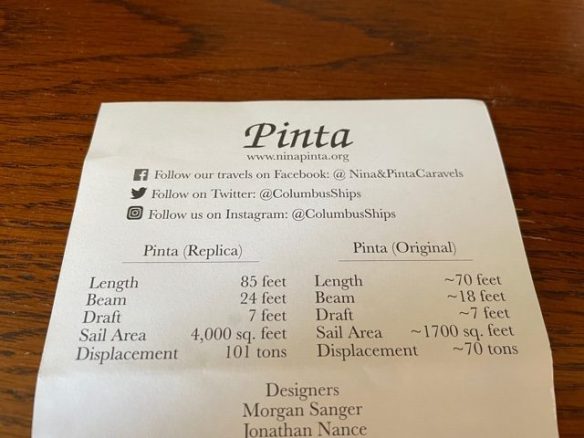 Pinta
www.ninapinta.org
Follow our travels on Facebook: @ Nina&PintaCaravels
Follow on Twitter: @ColumbusShips
Follow us on Instagram: @ColumbusShips
Pinta (Replica)
Length 85 feet
Beam 24 feet
Draft 7 feet
Sail Area 4,000 sq. feet
Displacement 101 tons
Pinta (Original)
Length ~70 feet
Beam ~18 feet
Draft ~7 feet
Sail Area ~1700 sq. feet
Displacement ~70 tons
Designers
Morgan Sanger
Jonathan Nance